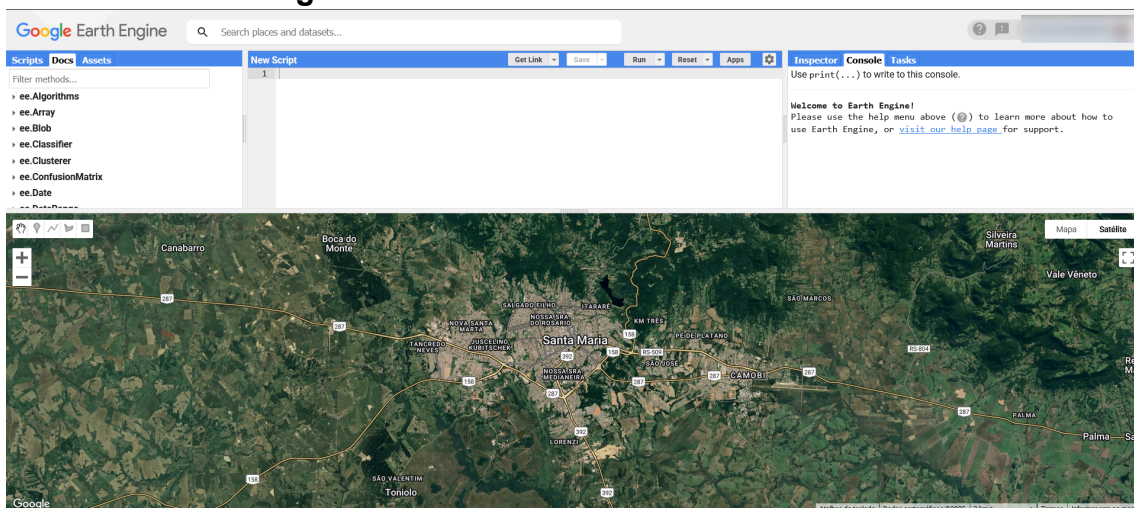 Google Earth Engine
Search places and datasets...
Scripts Docs Assets
Filter methods...
ee.Algorithms
ee.Array
ee.Blob
ee.Classifier
ee.Clusterer
ee.ConfusionMatrix
ee.Date
New Script
Get Link
Save
Run
Reset
Apps
1
Inspector Console Tasks
Use print(...) to write to this console.
Welcome to Earth Engine!
Please use the help menu above (?) to learn more about how to
use Earth Engine, or visit our help page for support.
Mapa Satélite
Canabarro
Boca do
Monte
Silveira
Martins
Vale Vêneto
287
SÃO MARCOS
SALGADO FILHO
ITARARÉ
NOSSA SRA
DO ROSÁRIO
KM TRÊS
NOVA SANTA
MARTA
287
158
PÉ DE PLATANO
TANCREDO
NEVES
JUSCELINO
KUBITSCHEK
Santa Maria
392
158
RS-509
SÃO JOSÉ
RS-804
NOSSA SRA
MEDIANEIRA
158
287
287
287
CAMOBI
287
287
PALMA
392
LORENZI
Palma
158
SÃO VALENTIM
Toniolo
392
Google